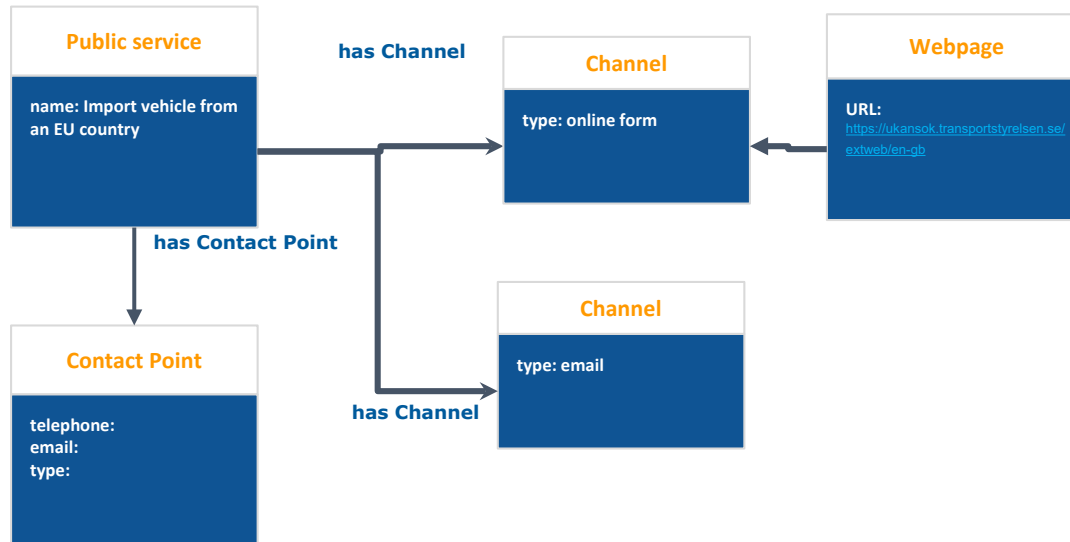 Public service
name: Import vehicle from
an EU country
has Channel
Channel
type: online form
Webpage
URL:
https://ukansok.transportstyrelsen.se/
extweb/en-gb
has Contact Point
Contact Point
telephone:
email:
type:
Channel
type: email
has Channel